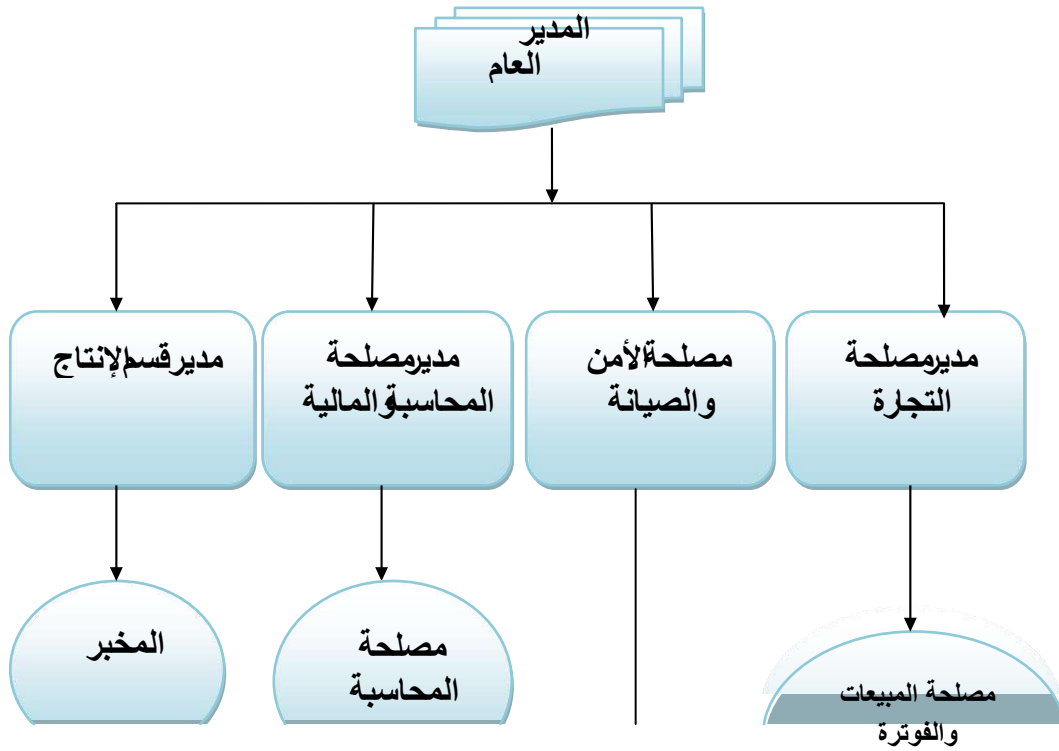 المدير
العام
مديرمصلحة
التجارة
مصلحةالأمن
والصيانة
مديرمصلحة
المحاسبةوالمالية
مديرقسمالإنتاج
مصلحة المبيعات
والفوترة
مصلحة
المحاسبة
المخبر